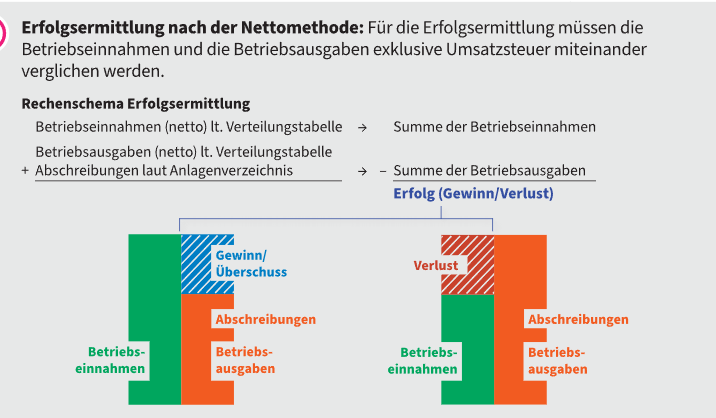 Erfolgsermittlung nach der Nettomethode: Für die Erfolgsermittlung müssen die
Betriebseinnahmen und die Betriebsausgaben exklusive Umsatzsteuer miteinander
verglichen werden.
Rechenschema Erfolgsermittlung
Betriebseinnahmen (netto) lt. Verteilungstabelle → Summe der Betriebseinnahmen
Betriebsausgaben (netto) lt. Verteilungstabelle
+ Abschreibungen laut Anlagenverzeichnis → – Summe der Betriebsausgaben
Erfolg (Gewinn/Verlust)
Gewinn/
Überschuss
Abschreibungen
Betriebs-
einnahmen
Betriebs-
ausgaben
Verlust
Abschreibungen
Betriebs-
einnahmen
Betriebs-
ausgaben